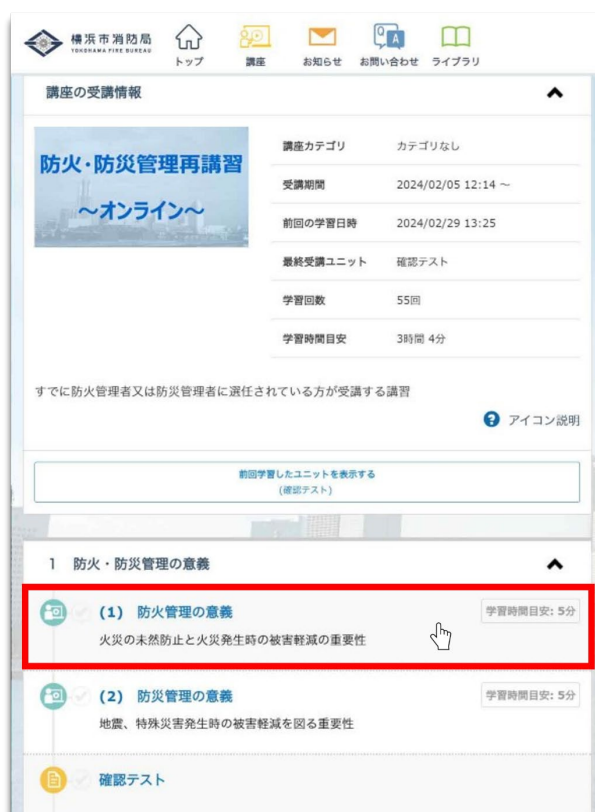 横浜市消防局
YOKOHAMA FIRE BUREAU
トップ
講座
お知らせ
お問い合わせ
ライブラリ
Q
A
講座の受講情報
防火・防災管理再講習
～オンライン～
講座カテゴリ カテゴリなし
受講期間 2024/02/05 12:14 ～
前回の学習日時 2024/02/29 13:25
最終受講ユニット 確認テスト
学習回数 55回
学習時間目安 3時間 4分
すでに防火管理者又は防災管理者に選任されている方が受講する講習
? アイコン説明
前回学習したユニットを表示する
(確認テスト)
1 防火・防災管理の意義
(1) 防火管理の意義 学習時間目安: 5分
火災の未然防止と火災発生時の被害軽減の重要性
(2) 防災管理の意義 学習時間目安: 5分
地震、特殊災害発生時の被害軽減を図る重要性
確認テスト